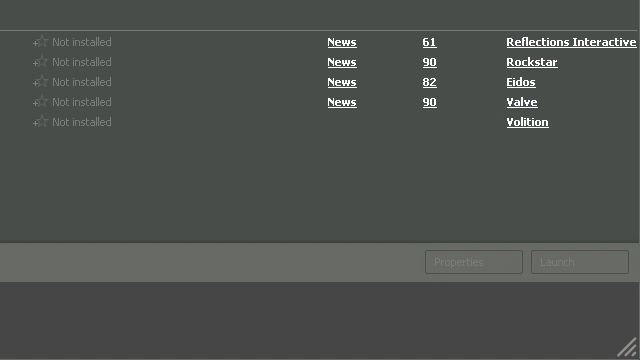 Not installed News 61 Reflections Interactive
Not installed News 90 Rockstar
Not installed News 82 Eidos
Not installed News 90 Valve
Not installed Volition
Properties Launch